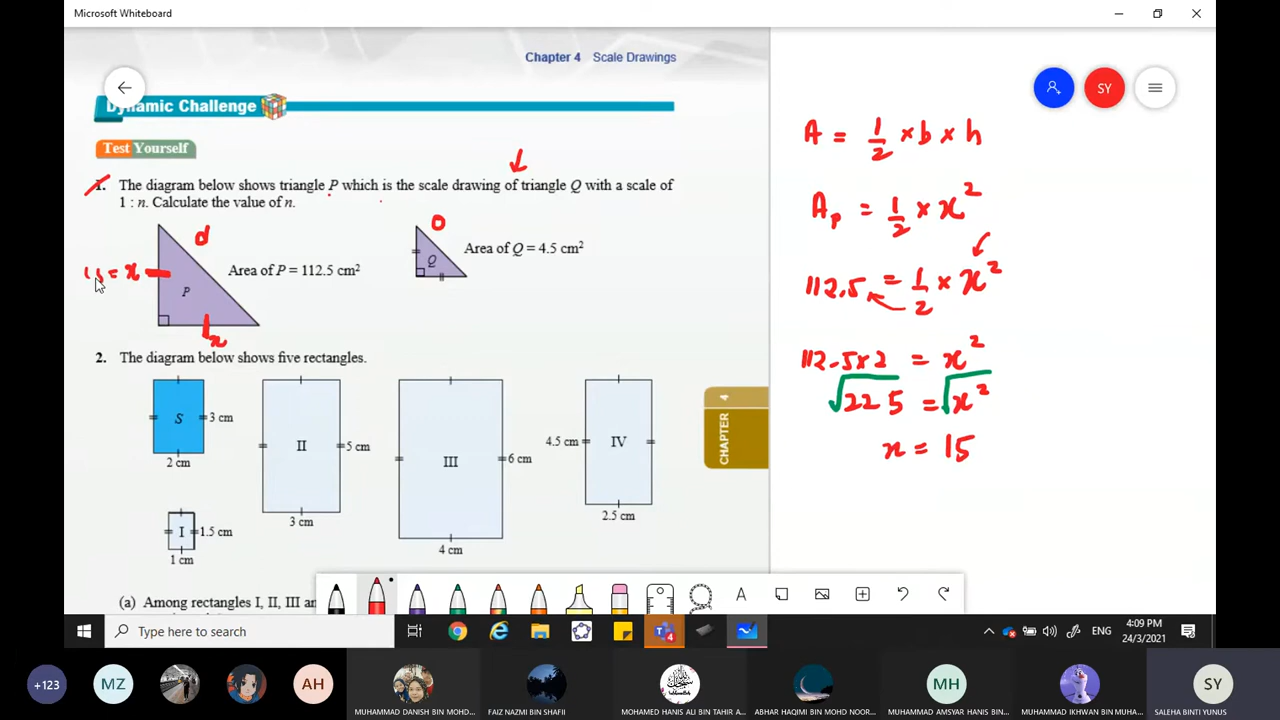 Microsoft Whiteboard
Chapter 4 Scale Drawings
Dynamic Challenge
Test Yourself
1. The diagram below shows triangle P which is the scale drawing of triangle Q with a scale of
1 : n. Calculate the value of n.
d
= x
P
x
Area of P = 112.5 cm²
O
Q
Area of Q = 4.5 cm²
2. The diagram below shows five rectangles.
S
3 cm
2 cm
II
5 cm
3 cm
III
6 cm
4 cm
4.5 cm
IV
2.5 cm
I
1.5 cm
1 cm
(a) Among rectangles I, II, III an
CHAPTER 4
SY
A = 1/2 × b × h
Ap = 1/2 × x²
112.5 = 1/2 × x²
112.5 × 2 = x²
√225 = √x²
x = 15
A
Type here to search
4
ENG
4:09 PM
24/3/2021
+123
MZ
AH
MUHAMMAD DANISH BIN MOHD...
FAIZ NAZMI BIN SHAFII
MOHAMED HANIS ALI BIN TAHIR A...
ABHAR HAQIMI BIN MOHD NOOR...
MH
MUHAMMAD AMSYAR HANIS BIN...
MUHAMMAD IKHWAN BIN MUHA...
SY
SALEHA BINTI YUNUS